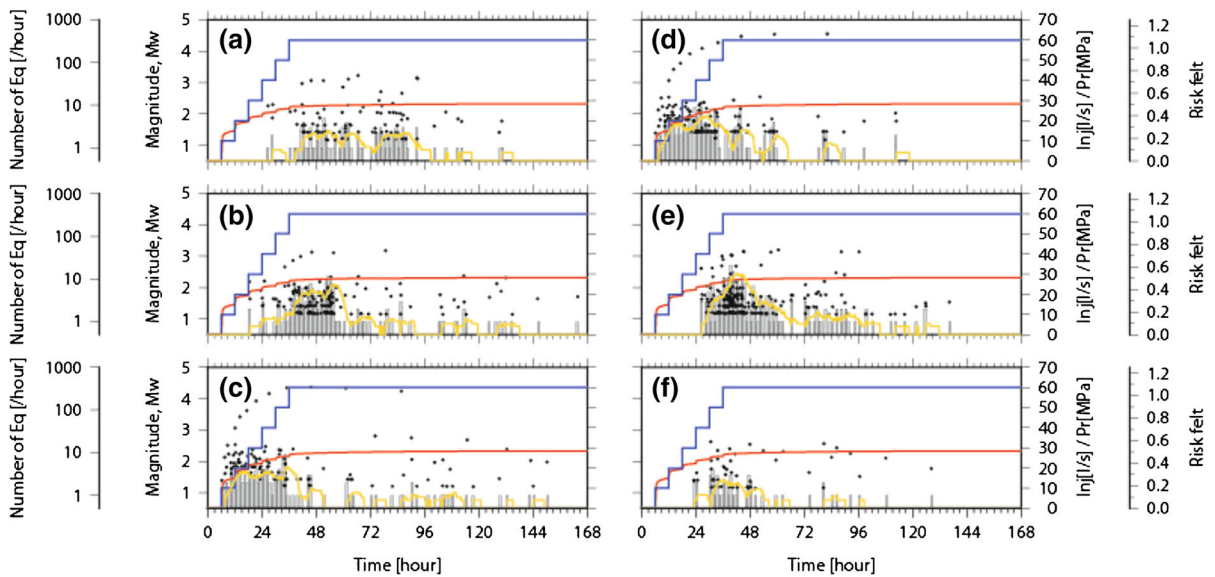 1000 5 (a) (d) 70 1.2
100 4 60 1.0
10 3 50 0.8
1 2 40 0.6
1 30 0.4
20 0.2
10 0.0
0
Number of Eq [/hour] Magnitude, Mw Inj[l/s] / Pr[MPa] Risk felt
1000 5 (b) (e) 70 1.2
100 4 60 1.0
10 3 50 0.8
1 2 40 0.6
1 30 0.4
20 0.2
10 0.0
0
Number of Eq [/hour] Magnitude, Mw Inj[l/s] / Pr[MPa] Risk felt
1000 5 (c) (f) 70 1.2
100 4 60 1.0
10 3 50 0.8
1 2 40 0.6
1 30 0.4
20 0.2
10 0.0
0
Number of Eq [/hour] Magnitude, Mw Inj[l/s] / Pr[MPa] Risk felt
0 24 48 72 96 120 144 168 0 24 48 72 96 120 144 168
Time [hour] Time [hour]